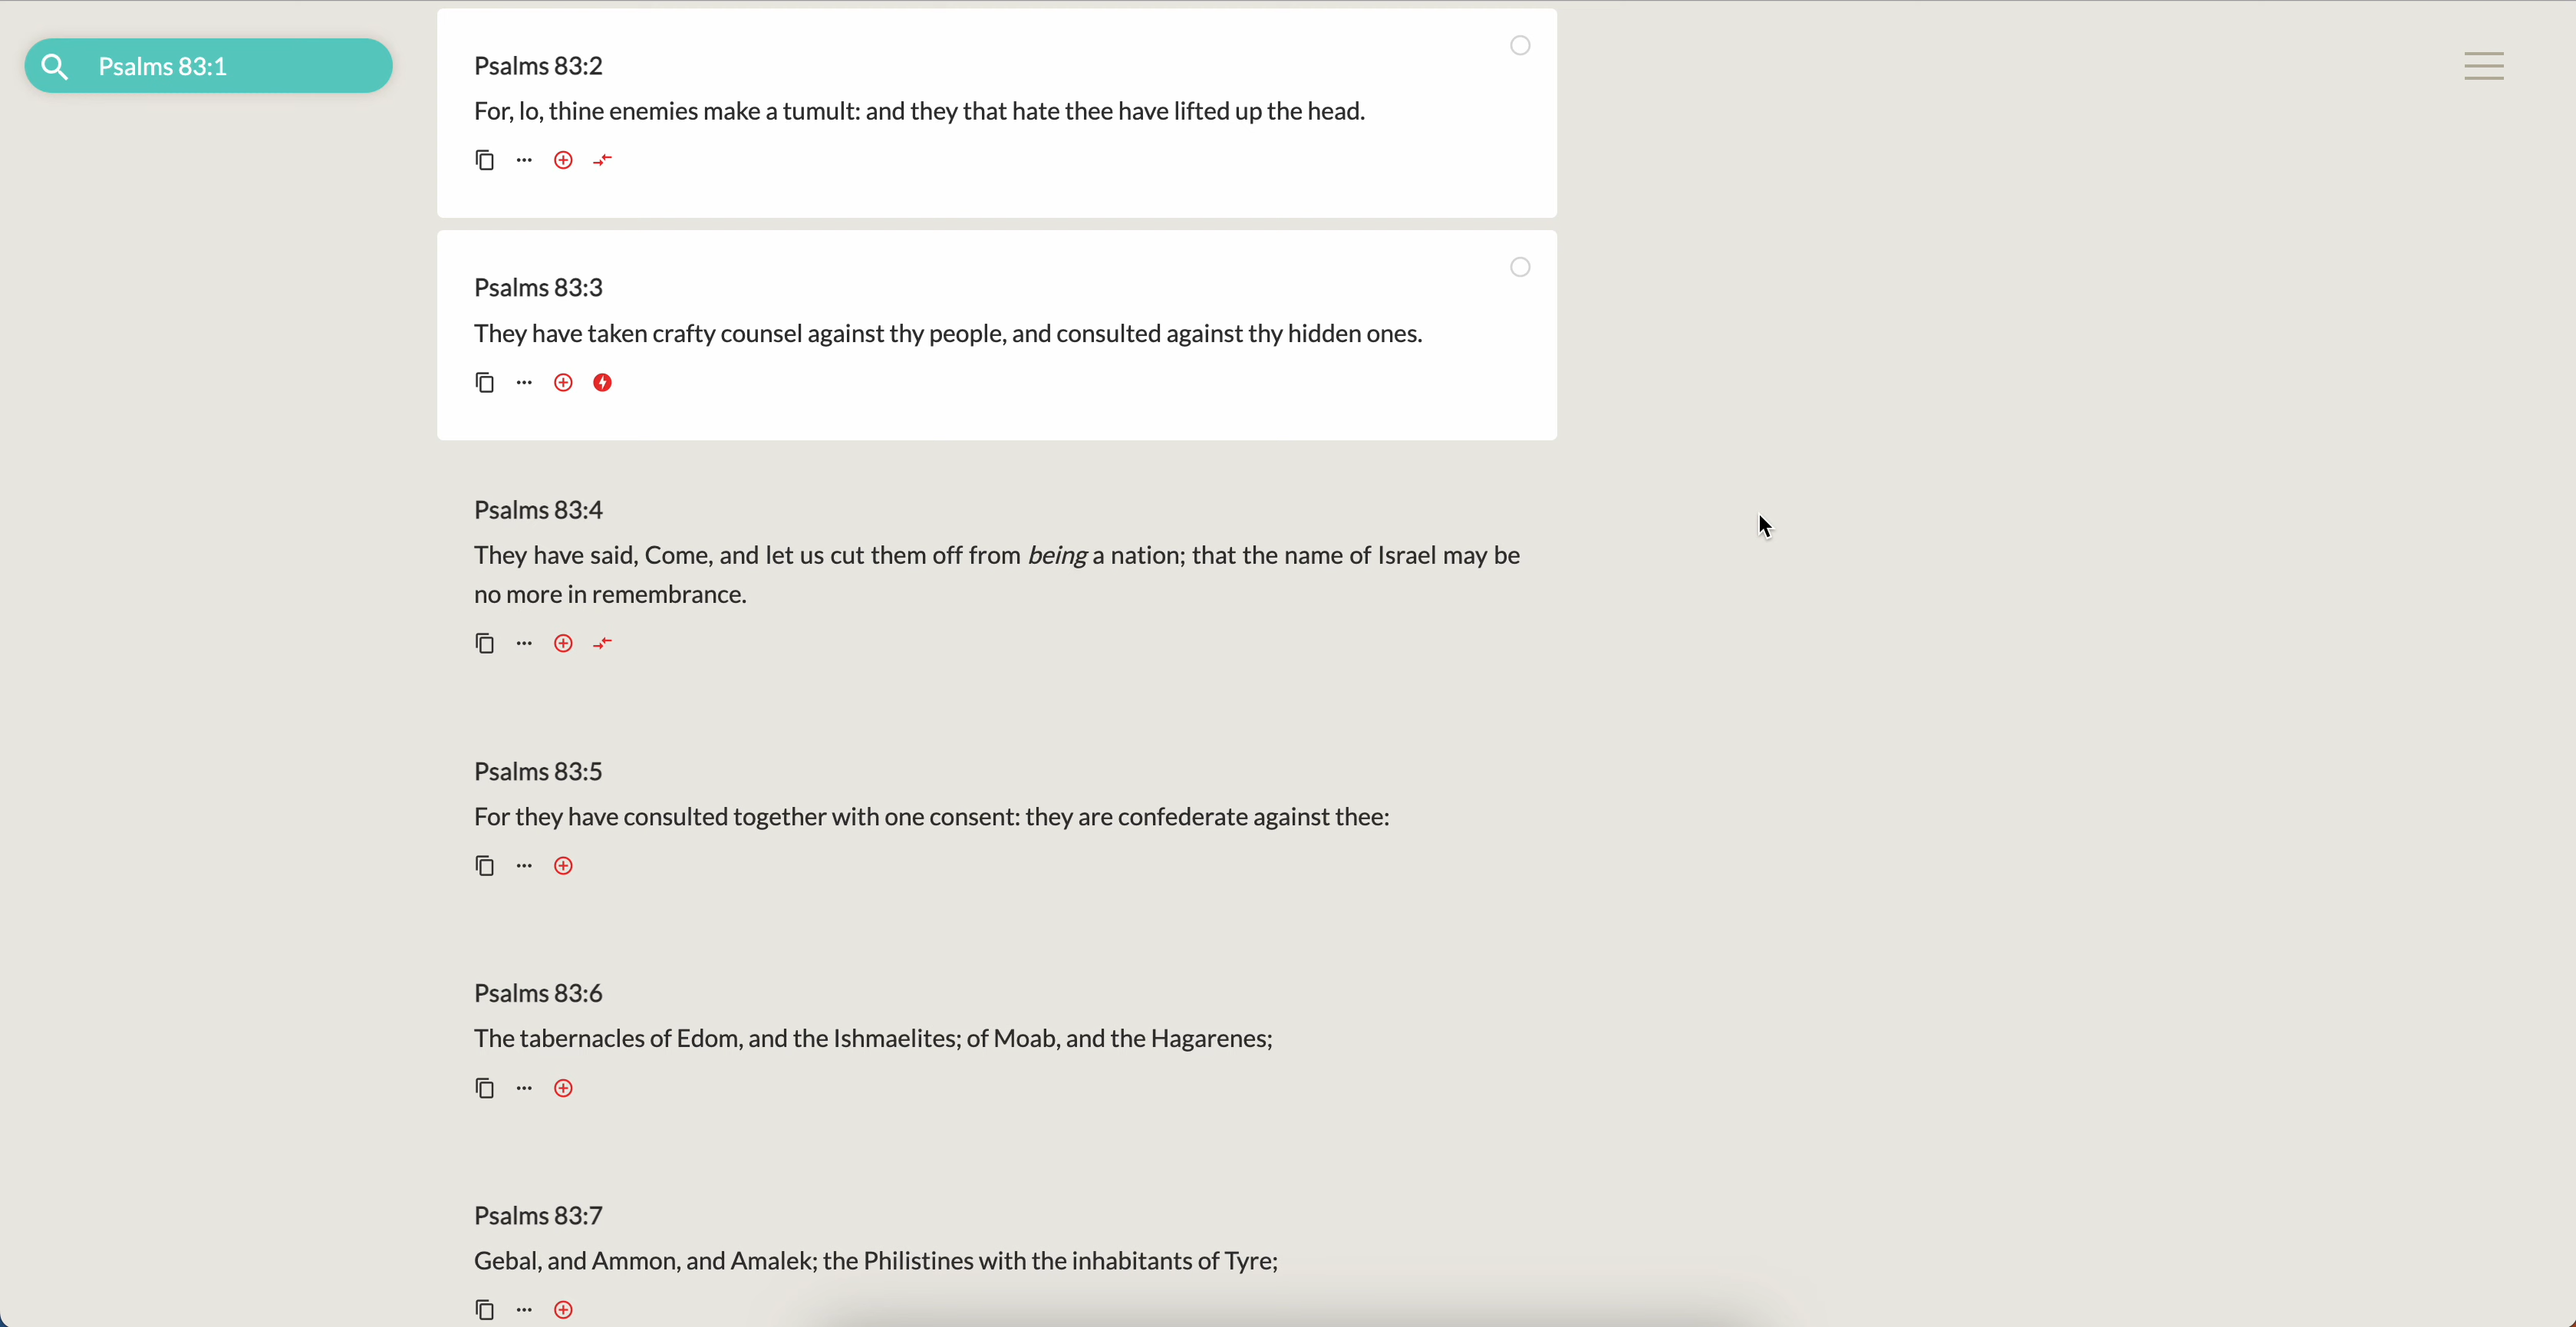 Psalms 83:1
Psalms 83:2
For, lo, thine enemies make a tumult: and they that hate thee have lifted up the head.
Psalms 83:3
They have taken crafty counsel against thy people, and consulted against thy hidden ones.
Psalms 83:4
They have said, Come, and let us cut them off from being a nation; that the name of Israel may be
no more in remembrance.
Psalms 83:5
For they have consulted together with one consent: they are confederate against thee:
Psalms 83:6
The tabernacles of Edom, and the Ishmaelites; of Moab, and the Hagarenes;
Psalms 83:7
Gebal, and Ammon, and Amalek; the Philistines with the inhabitants of Tyre;